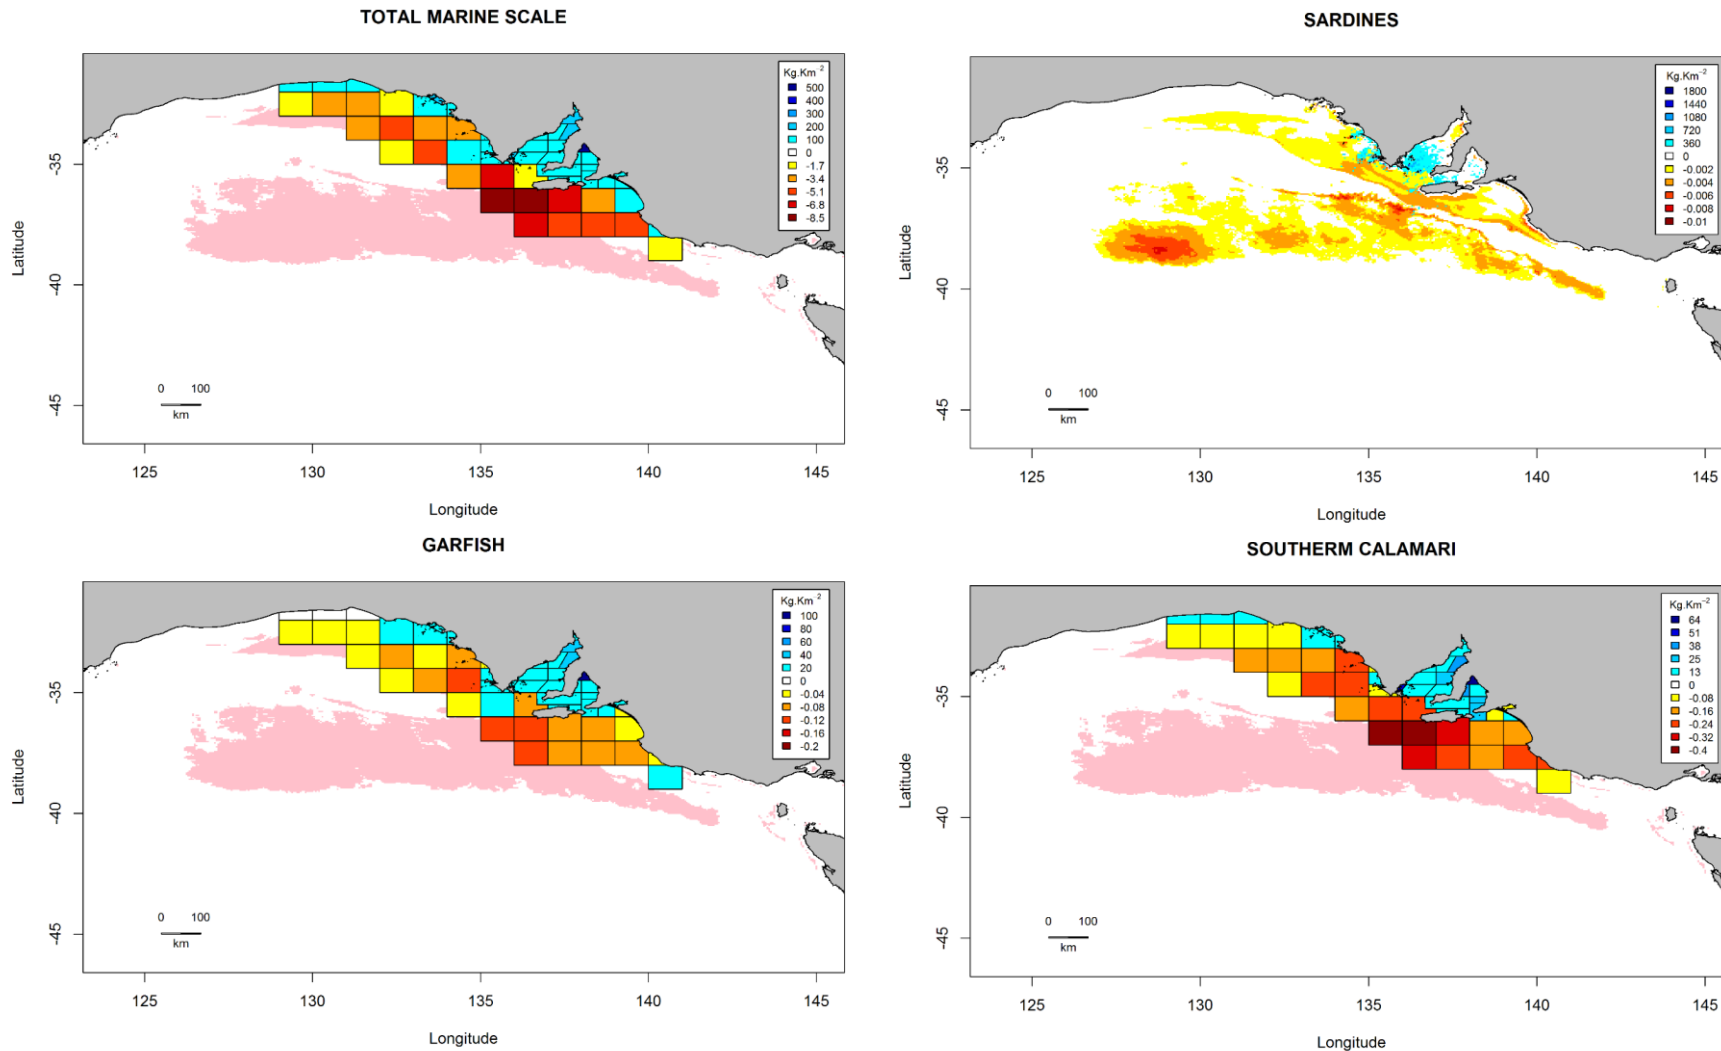 TOTAL MARINE SCALE
Kg.Km-2
500
400
300
200
100
0
-1.7
-3.4
-5.1
-6.8
-8.5
-35
-40
-45
Latitude
0 100
km
125 130 135 140 145
Longitude
SARDINES
Kg.Km-2
1800
1440
1080
720
360
0
-0.002
-0.004
-0.006
-0.008
-0.01
-35
-40
-45
Latitude
0 100
km
125 130 135 140 145
Longitude
GARFISH
Kg.Km-2
100
80
60
40
20
0
-0.04
-0.08
-0.12
-0.16
-0.2
-35
-40
-45
Latitude
0 100
km
125 130 135 140 145
Longitude
SOUTHERM CALAMARI
Kg.Km-2
64
51
38
25
13
0
-0.08
-0.16
-0.24
-0.32
-0.4
-35
-40
-45
Latitude
0 100
km
125 130 135 140 145
Longitude